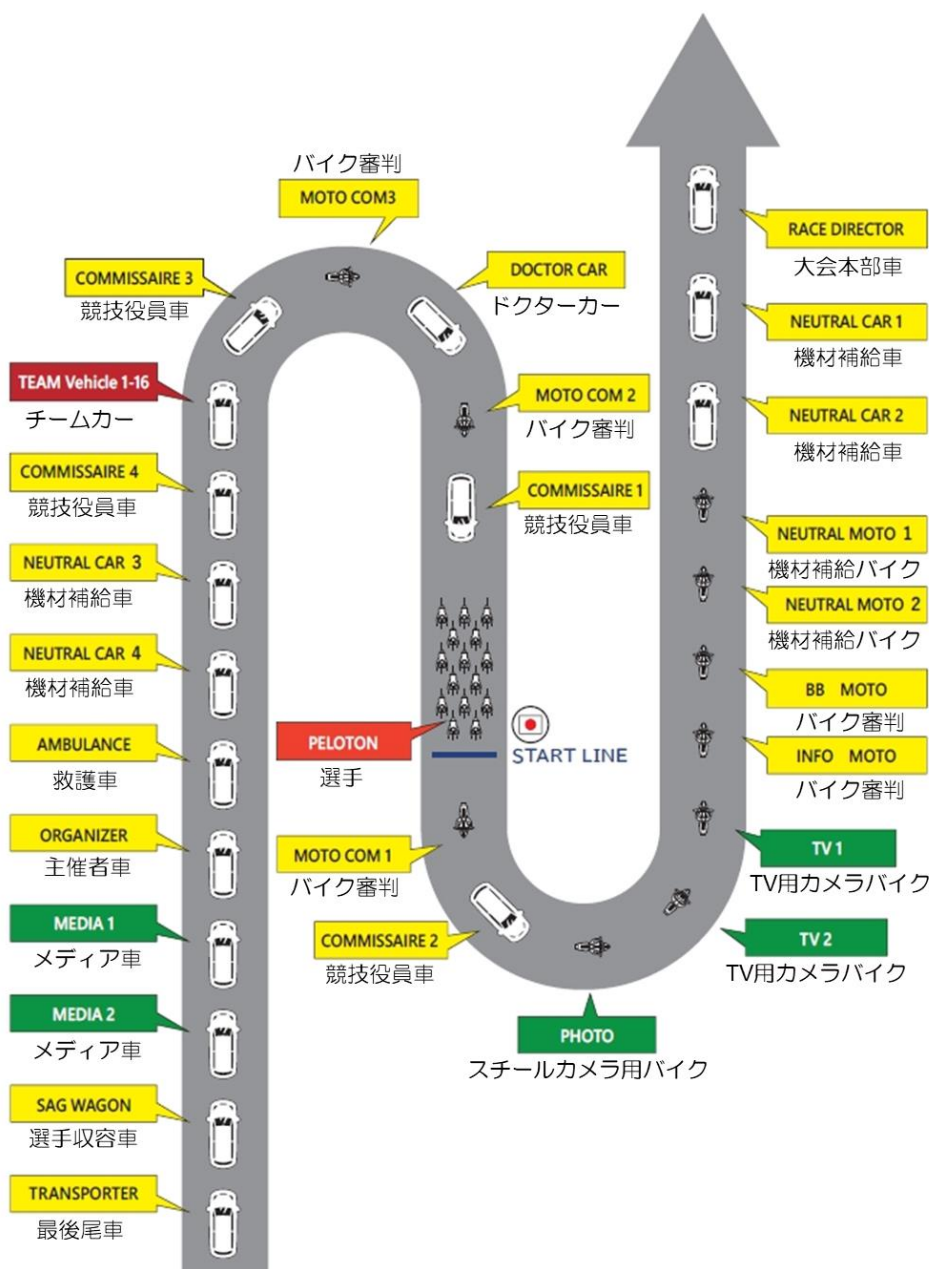 バイク審判
MOTO COM3
COMMISSAIRE 3
競技役員車
DOCTOR CAR
ドクターカー
TEAM Vehicle 1-16
チームカー
MOTO COM 2
バイク審判
COMMISSAIRE 4
競技役員車
COMMISSAIRE 1
競技役員車
NEUTRAL CAR 3
機材補給車
NEUTRAL CAR 4
機材補給車
AMBULANCE
救護車
PELOTON
選手
START LINE
ORGANIZER
主催者車
MOTO COM 1
バイク審判
MEDIA 1
メディア車
COMMISSAIRE 2
競技役員車
MEDIA 2
メディア車
PHOTO
スチールカメラ用バイク
SAG WAGON
選手収容車
TRANSPORTER
最後尾車
RACE DIRECTOR
大会本部車
NEUTRAL CAR 1
機材補給車
NEUTRAL CAR 2
機材補給車
NEUTRAL MOTO 1
機材補給バイク
NEUTRAL MOTO 2
機材補給バイク
BB MOTO
バイク審判
INFO MOTO
バイク審判
TV 1
TV用カメラバイク
TV 2
TV用カメラバイク